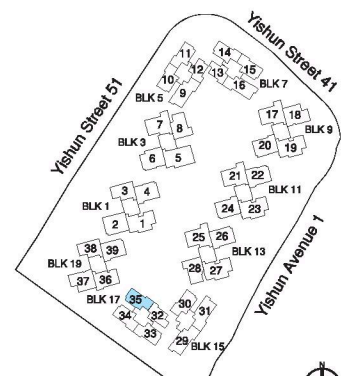 Yishun Street 41
Yishun Street 51
Yishun Avenue 1
11
12
10
9
BLK 5
14
15
13
16
BLK 7
7
8
BLK 3
6
5
17
18
BLK 9
20
19
21
22
BLK 11
24
23
3
4
BLK 1
2
1
25
26
BLK 13
28
27
38
39
BLK 19
37
36
BLK 17
35
34
32
33
30
31
29
BLK 15
N